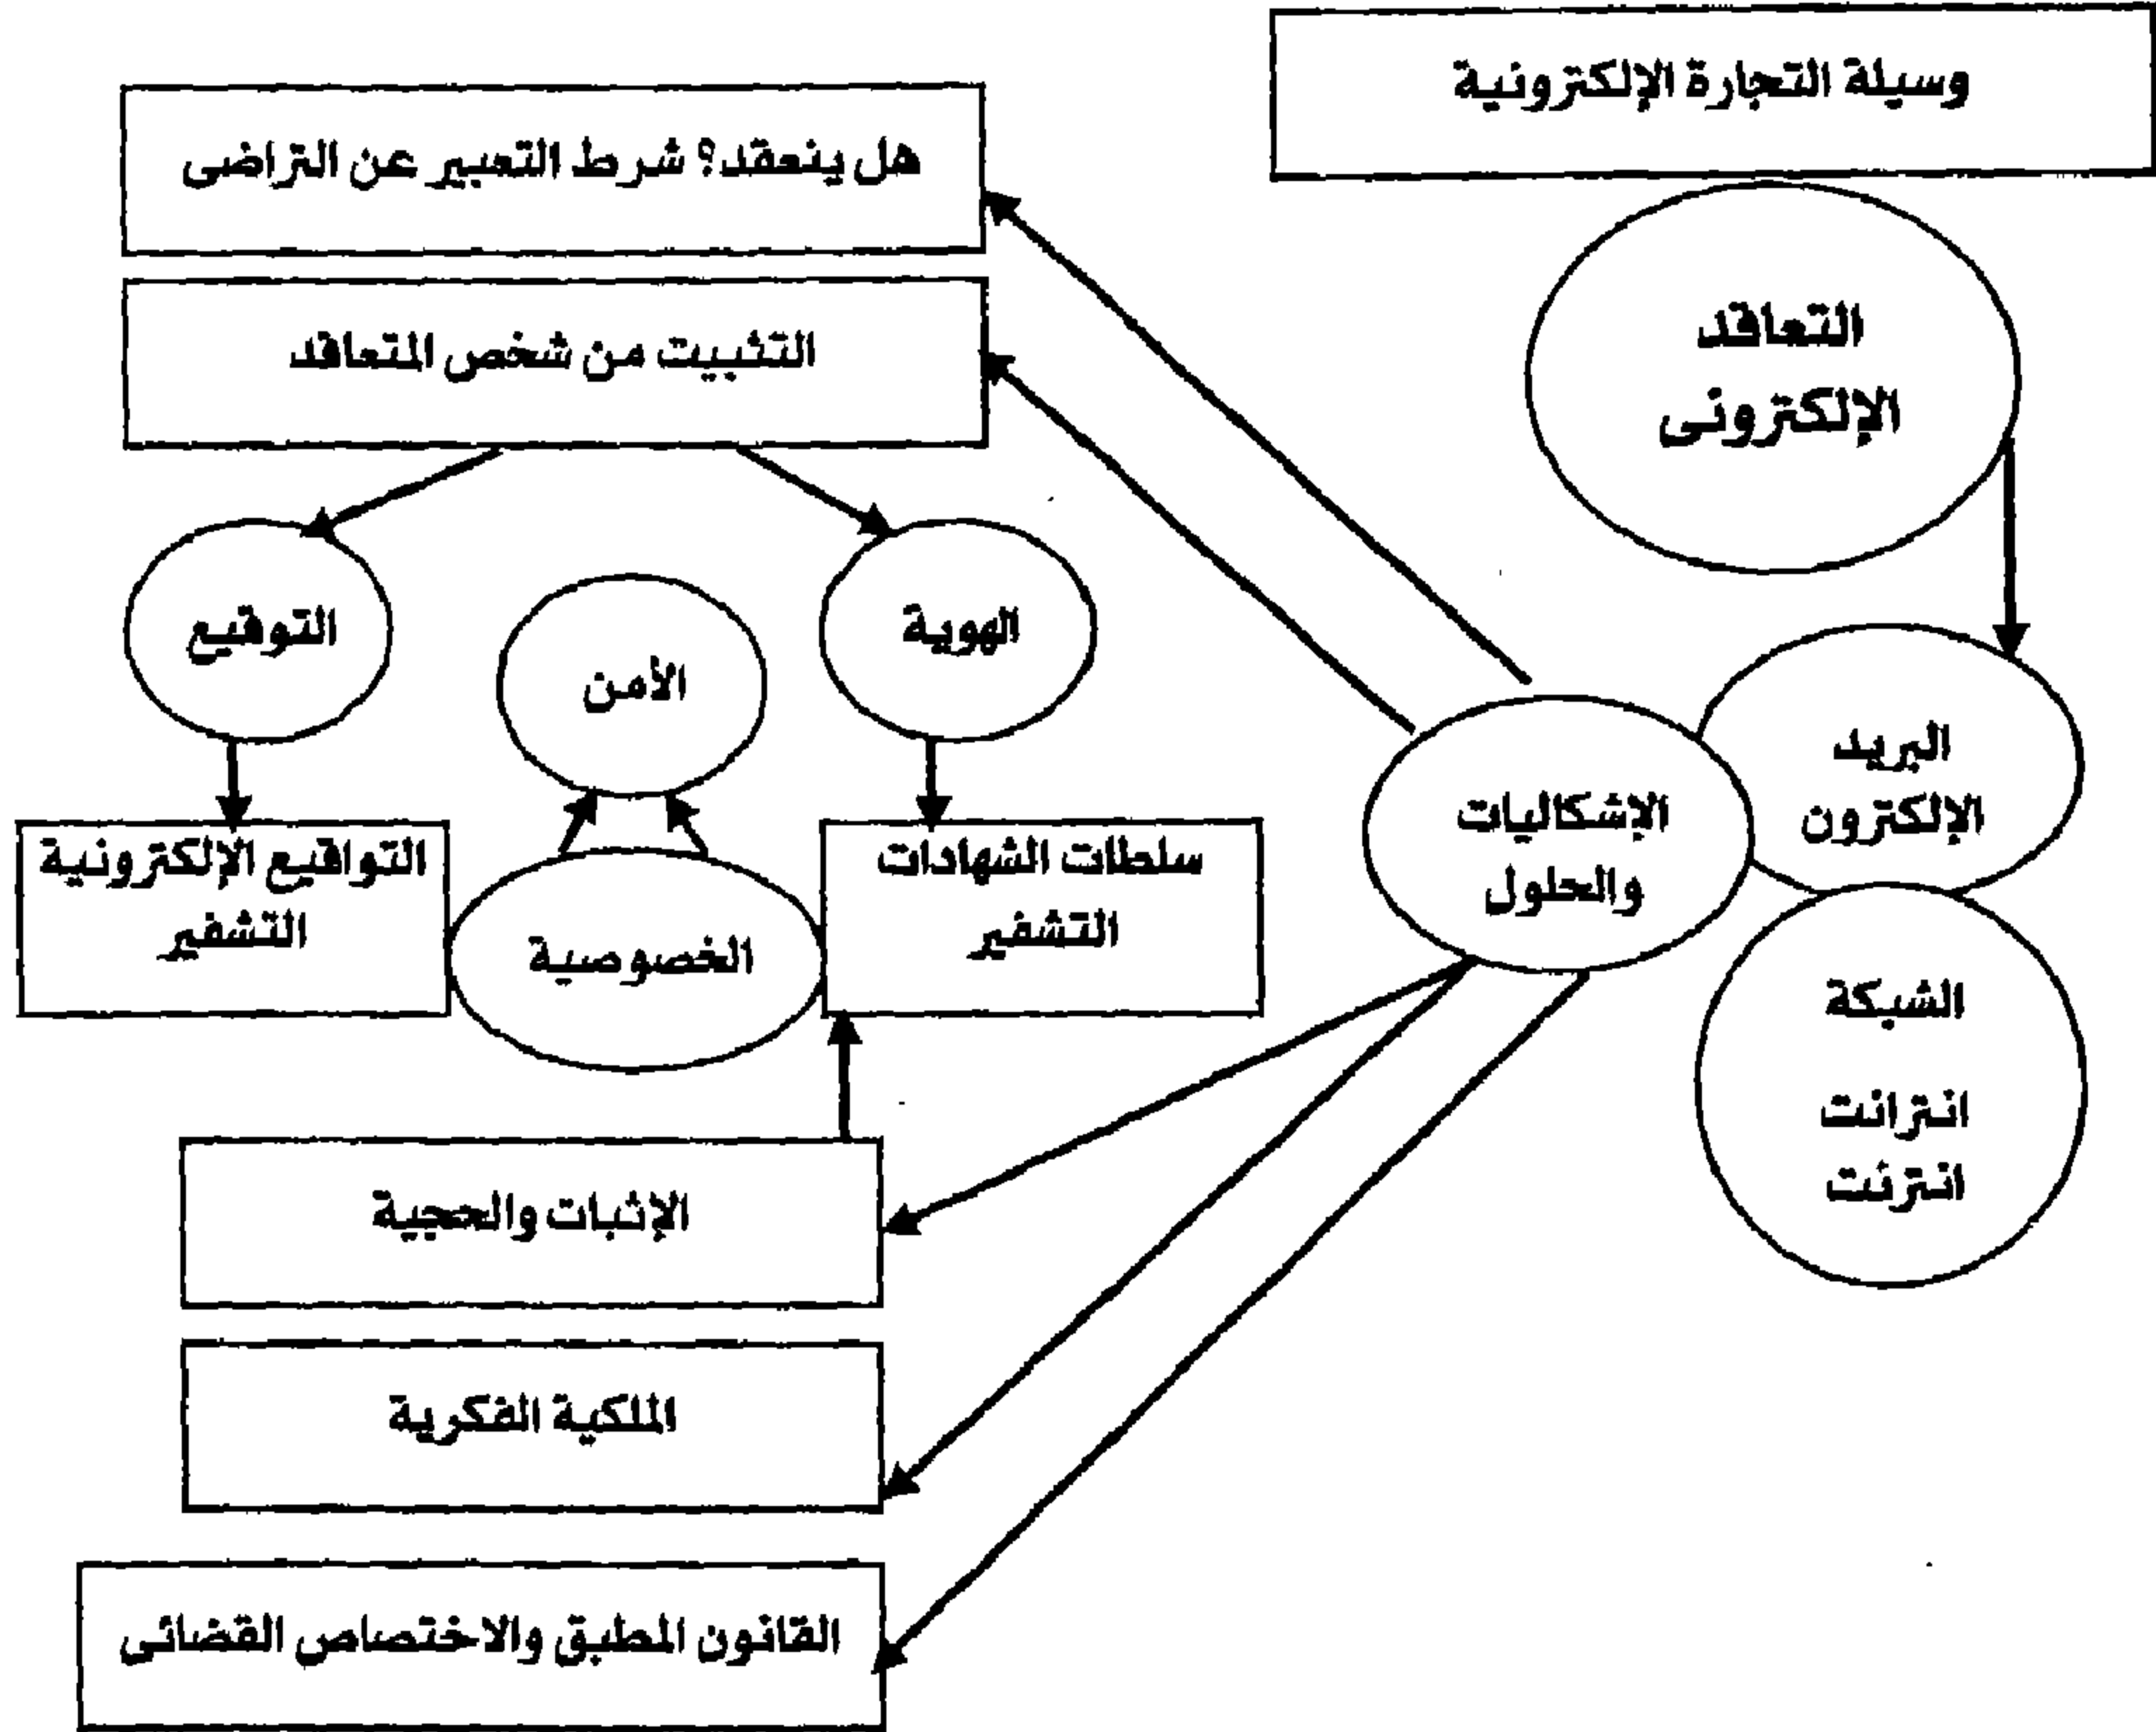 وسيلة التجارة الإلكترونية
التعاقد
الإلكترونى
البريد
الإلكترون
الشبكة
انترانت
انترنت
الإشكاليات
والحلول
هل ينعقد؟ شرط التعبير عن التراضى
التثبيت من شخص المتعاقد
الهوية
الأمن
التوقيع
سلطات الشهادات
التشفير
الخصوصية
التواقيع الإلكترونية
التشفير
الإثبات والحجية
الملكية الفكرية
القانون المطبق والاختصاص القضائى